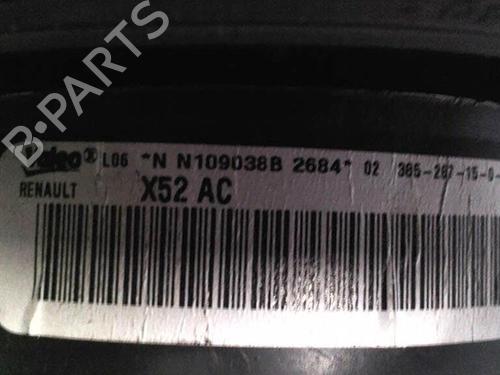 B-PARTS
Valeo® L06 *N N109038B 2684* 02 385-287-15-0-
RENAULT X52 AC